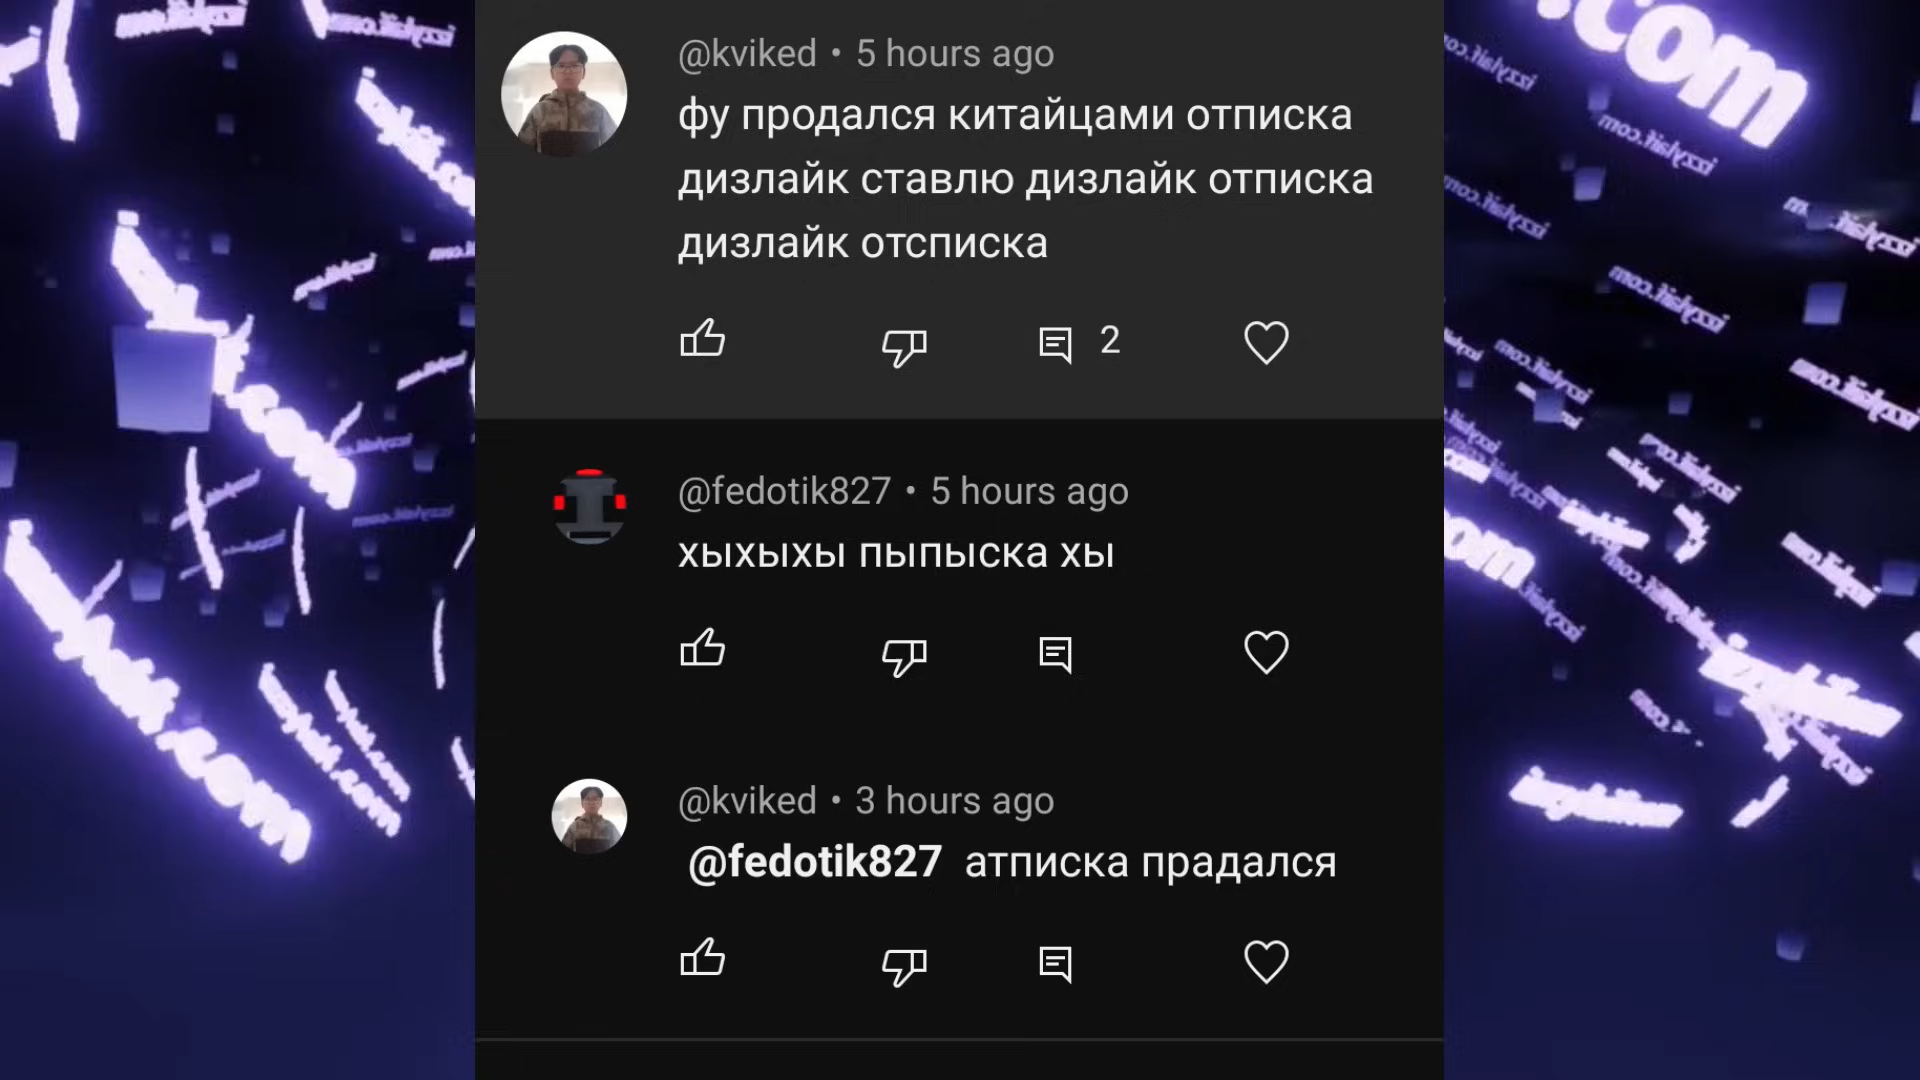 @kviked • 5 hours ago
фу продался китайцами отписка
дизлайк ставлю дизлайк отписка
дизлайк отсписка
2
@fedotik827 • 5 hours ago
хыхыхы пыпыска хы
@kviked • 3 hours ago
@fedotik827 атписка прадался
.com